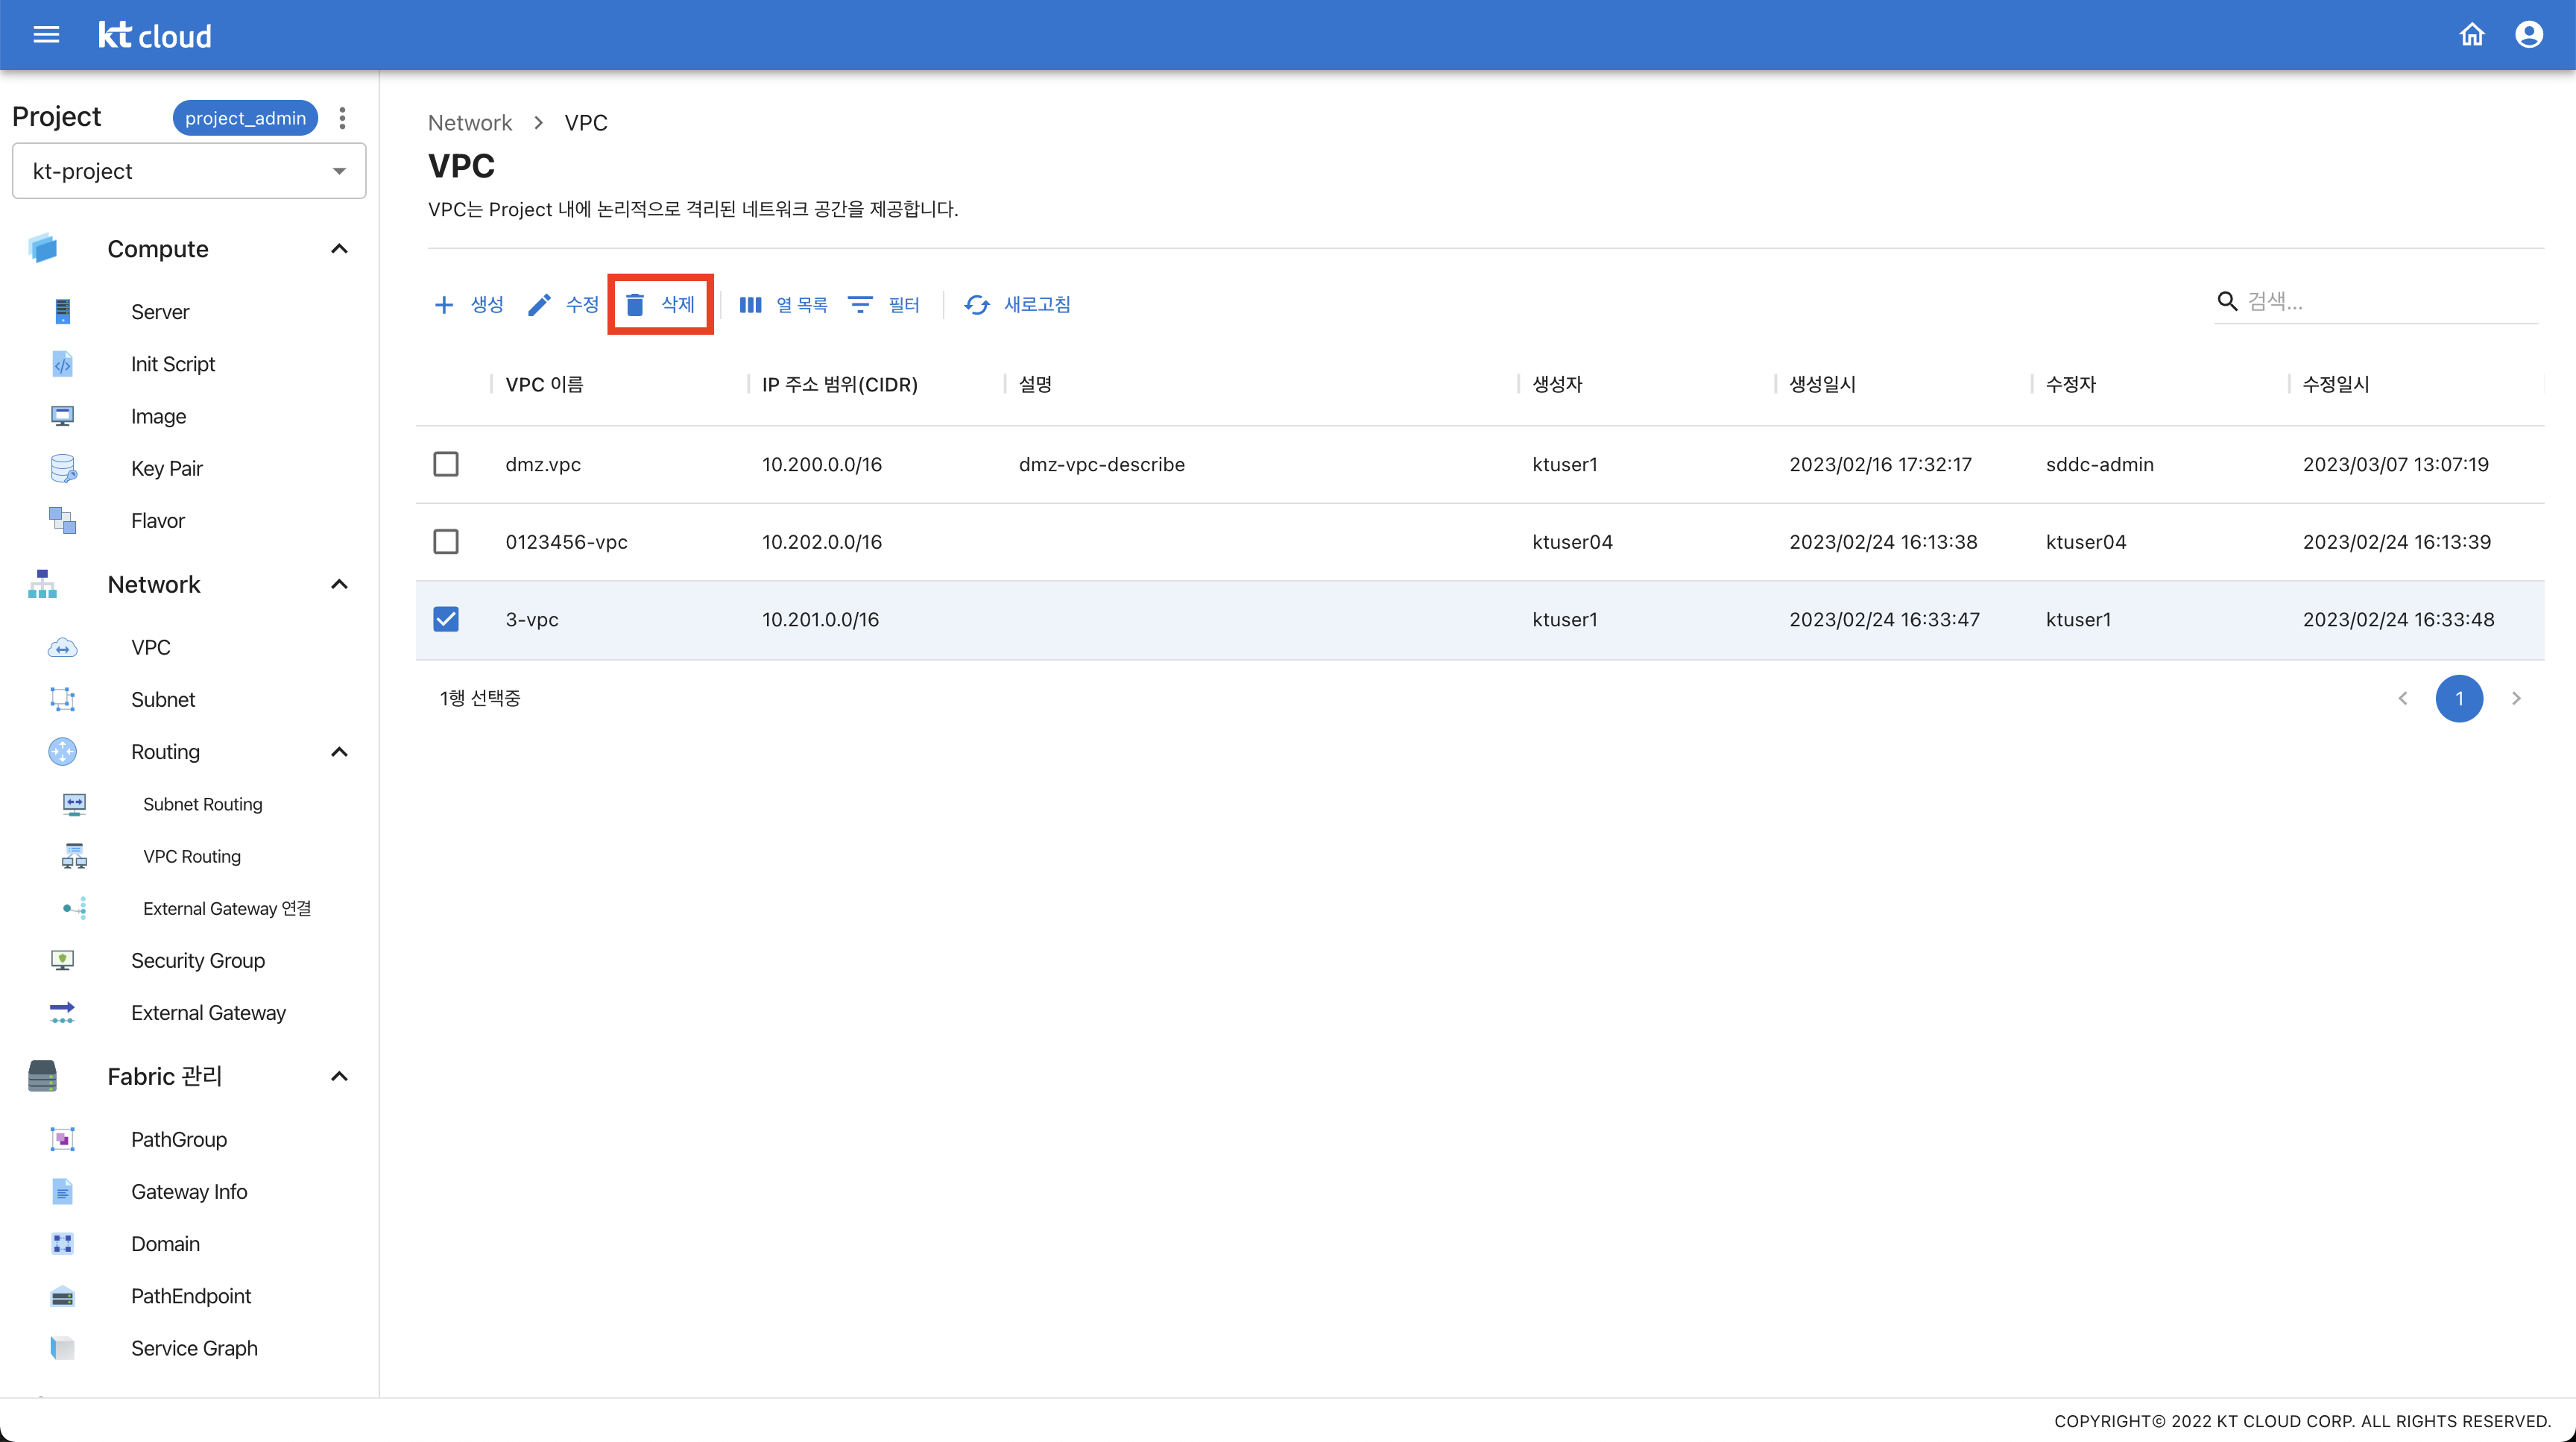 kt cloud
Project project_admin
kt-project
Compute
Server
Init Script
Image
Key Pair
Flavor
Network
VPC
Subnet
Routing
Subnet Routing
VPC Routing
External Gateway 연결
Security Group
External Gateway
Fabric 관리
PathGroup
Gateway Info
Domain
PathEndpoint
Service Graph
Network > VPC
VPC
VPC는 Project 내에 논리적으로 격리된 네트워크 공간을 제공합니다.
생성 수정 삭제 열 목록 필터 새로고침 검색...
VPC 이름 IP 주소 범위(CIDR) 설명 생성자 생성일시 수정자 수정일시
dmz.vpc 10.200.0.0/16 dmz-vpc-describe ktuser1 2023/02/16 17:32:17 sddc-admin 2023/03/07 13:07:19
0123456-vpc 10.202.0.0/16 ktuser04 2023/02/24 16:13:38 ktuser04 2023/02/24 16:13:39
3-vpc 10.201.0.0/16 ktuser1 2023/02/24 16:33:47 ktuser1 2023/02/24 16:33:48
1행 선택중 1
COPYRIGHT© 2022 KT CLOUD CORP. ALL RIGHTS RESERVED.